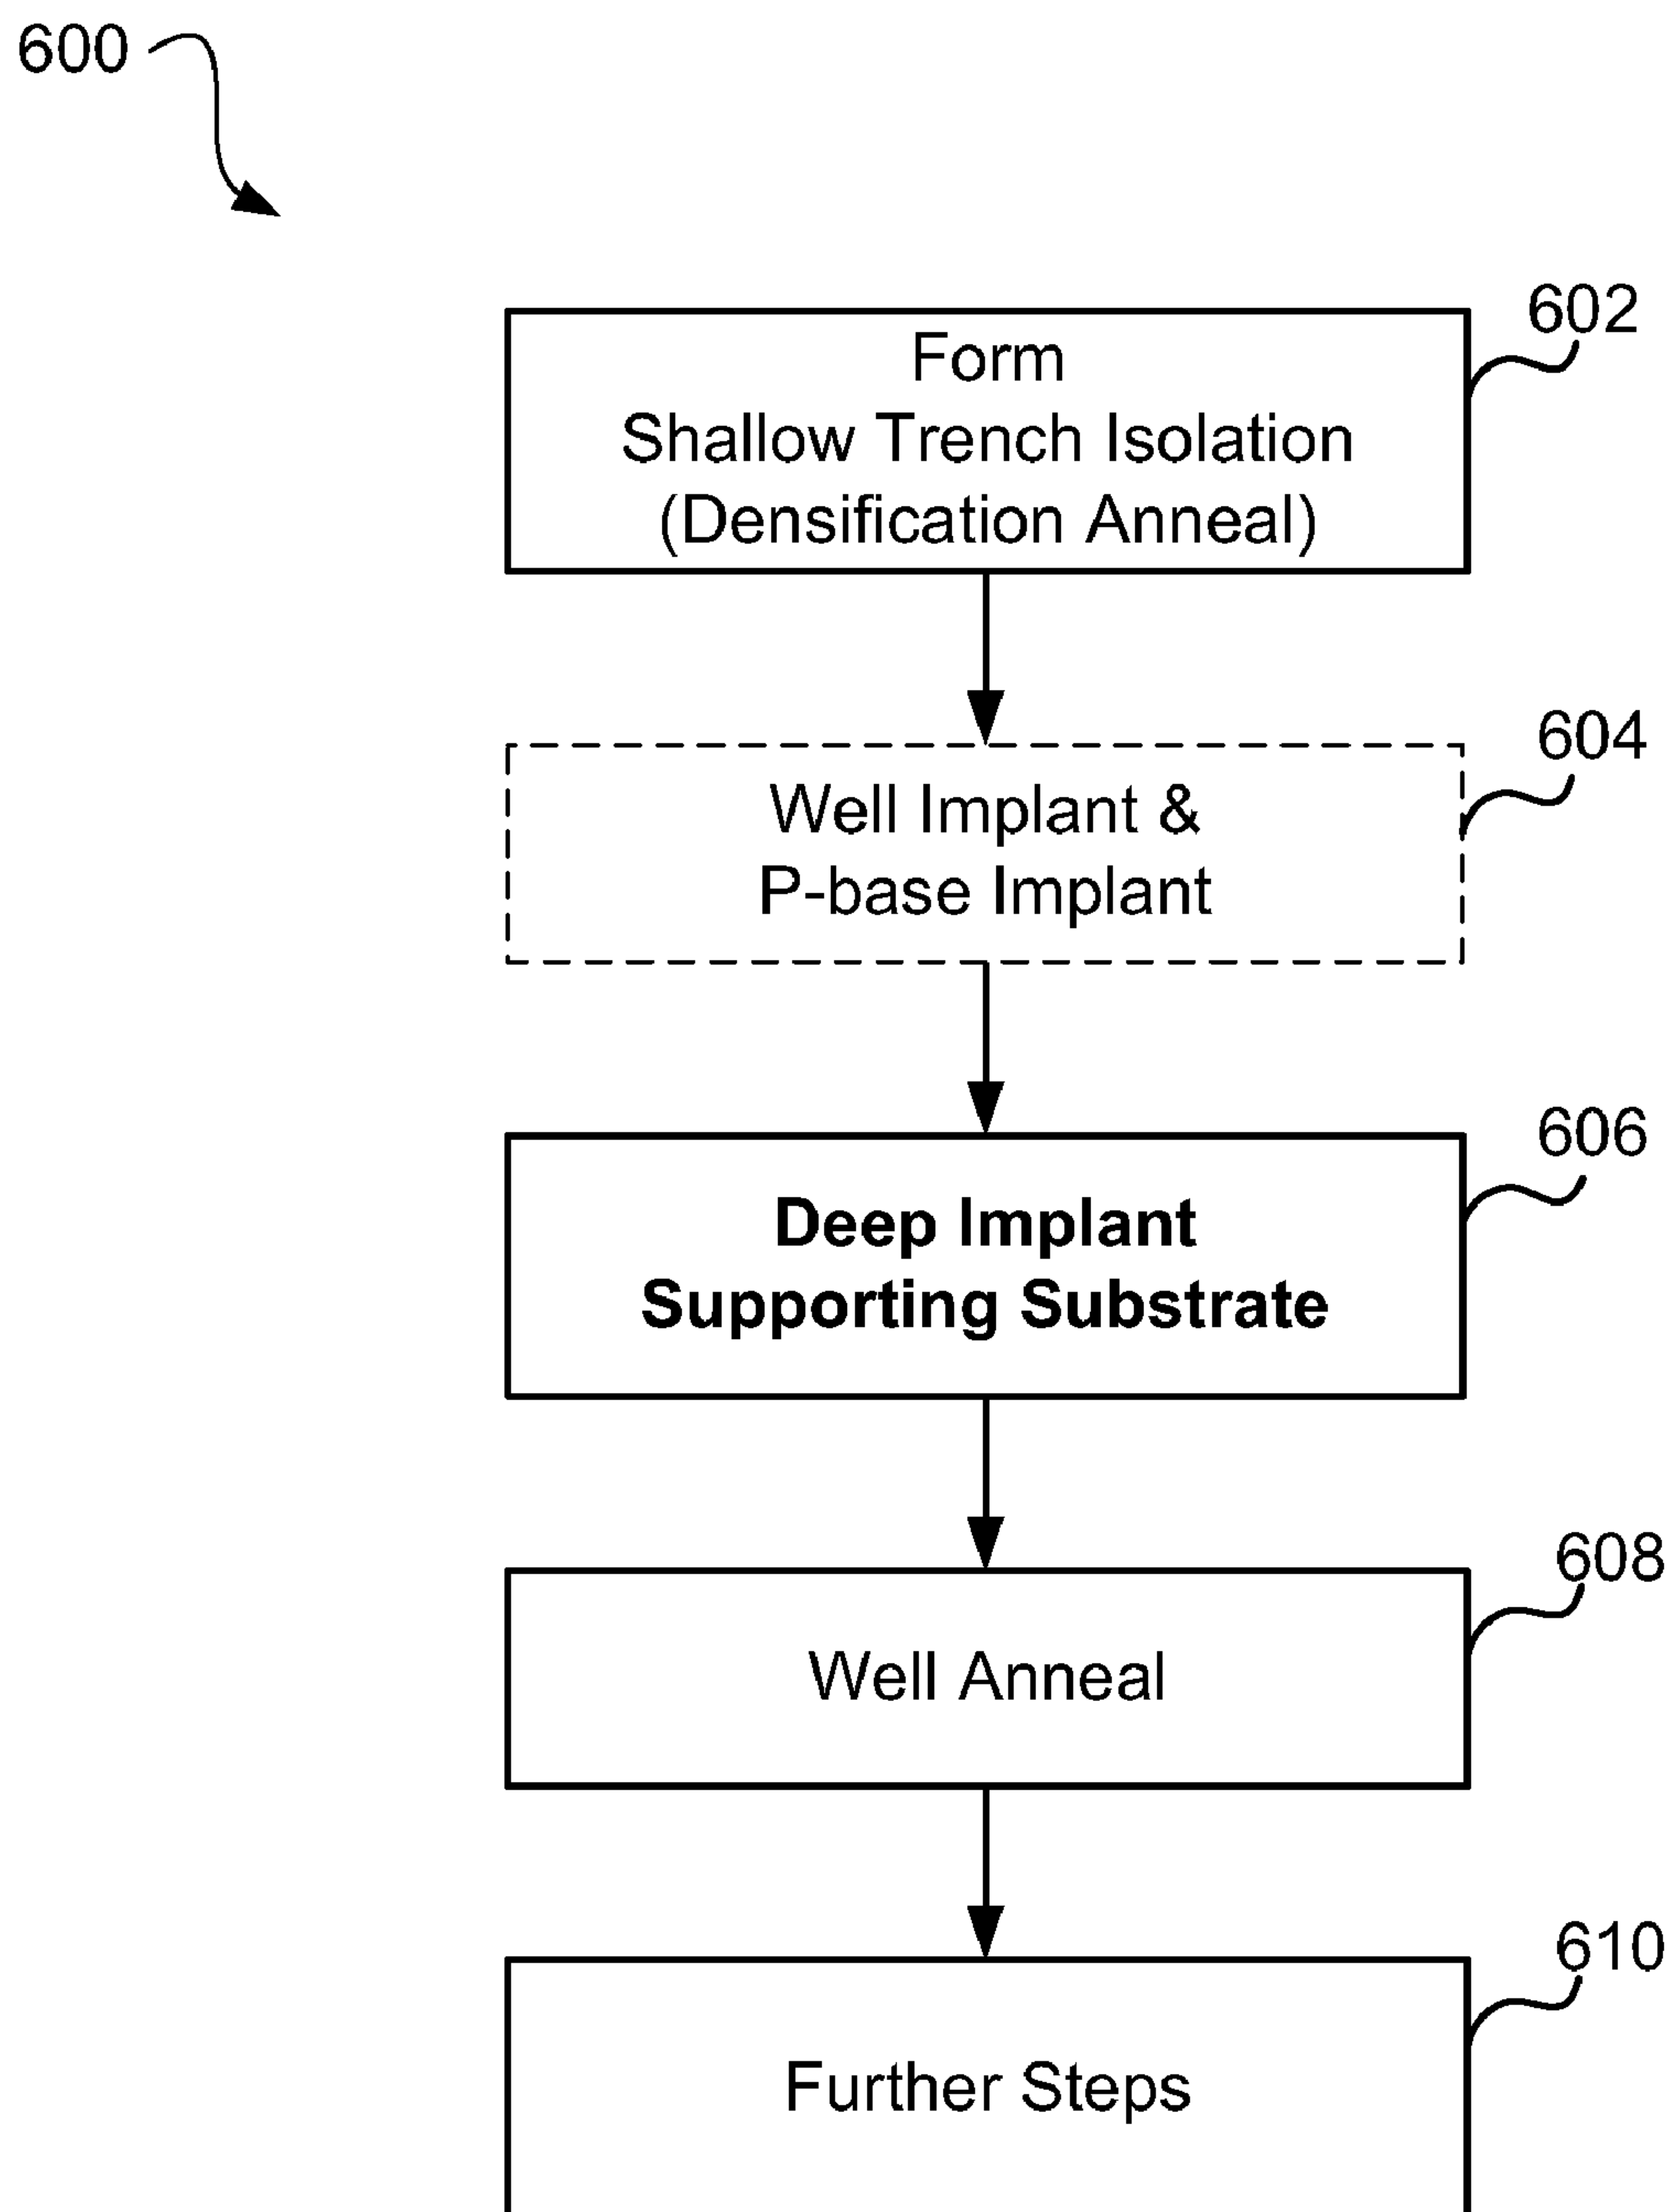 600
602
Form
Shallow Trench Isolation
(Densification Anneal)
604
Well Implant &
P-base Implant
606
Deep Implant
Supporting Substrate
608
Well Anneal
610
Further Steps